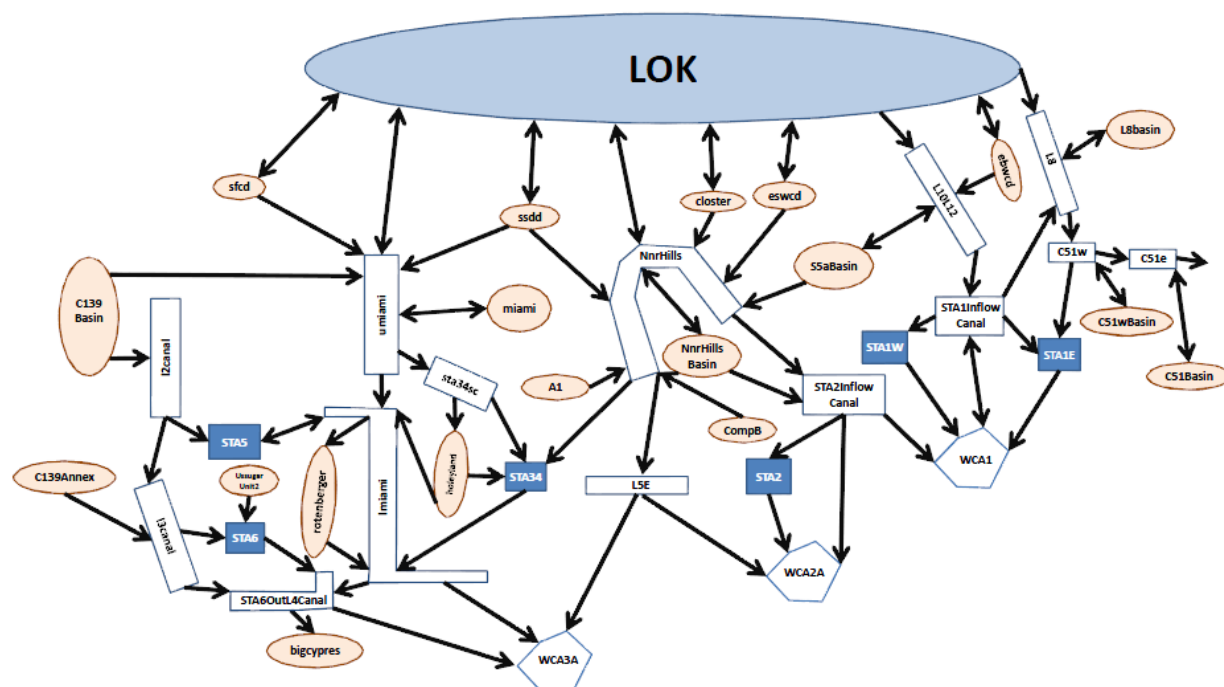 LOK
L8basin
L8
ebwcd
sfcd
closter
eswcd
L10L12
ssdd
NnrHills
S5aBasin
C51w
C51e
C139
Basin
umiami
miami
STA1Inflow
Canal
C51wBasin
l2canal
NnrHills
Basin
STA1W
STA1E
C51Basin
sta34sc
A1
STA2Inflow
Canal
CompB
STA5
WCA1
C139Annex
Ussugar
Unit2
rotenberger
lmiami
holeyland
STA34
L5E
STA2
l3canal
STA6
WCA2A
STA6OutL4Canal
bigcypres
WCA3A